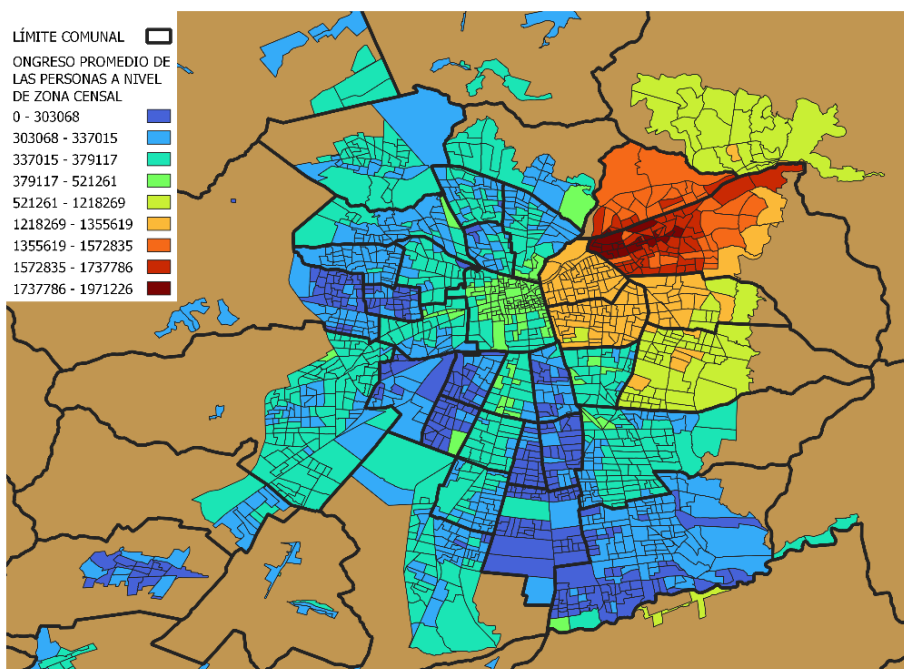 LÍMITE COMUNAL
ONGRESO PROMEDIO DE
LAS PERSONAS A NIVEL
DE ZONA CENSAL
0 - 303068
303068 - 337015
337015 - 379117
379117 - 521261
521261 - 1218269
1218269 - 1355619
1355619 - 1572835
1572835 - 1737786
1737786 - 1971226